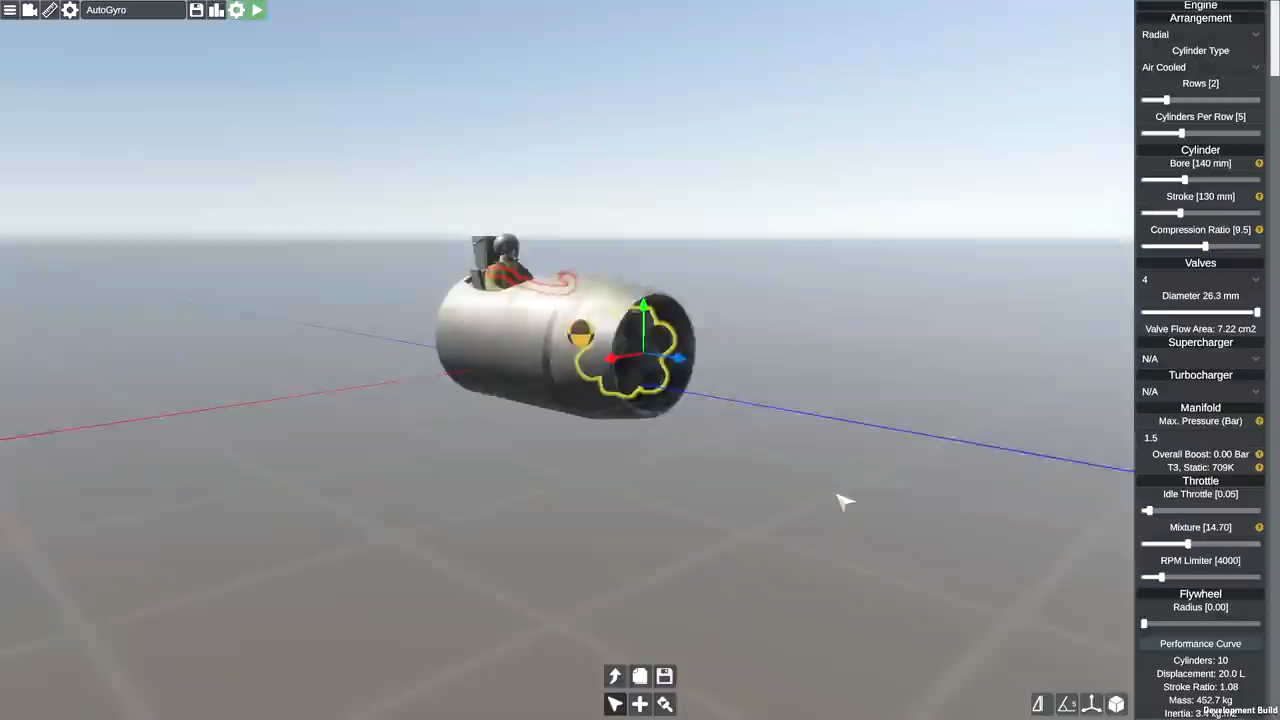 AutoGyro
Engine
Arrangement
Radial
Cylinder Type
Air Cooled
Rows [2]
Cylinders Per Row [5]
Cylinder
Bore [140 mm]
Stroke [130 mm]
Compression Ratio [9.5]
Valves
4
Diameter 26.3 mm
Valve Flow Area: 7.22 cm2
Supercharger
N/A
Turbocharger
N/A
Manifold
Max. Pressure (Bar)
1.5
Overall Boost: 0.00 Bar
T3, Static: 709K
Throttle
Idle Throttle [0.05]
Mixture [14.70]
RPM Limiter [4000]
Flywheel
Radius [0.00]
Performance Curve
Cylinders: 10
Displacement: 20.0 L
Stroke Ratio: 1.08
Mass: 452.7 kg
Inertia:
Development Build